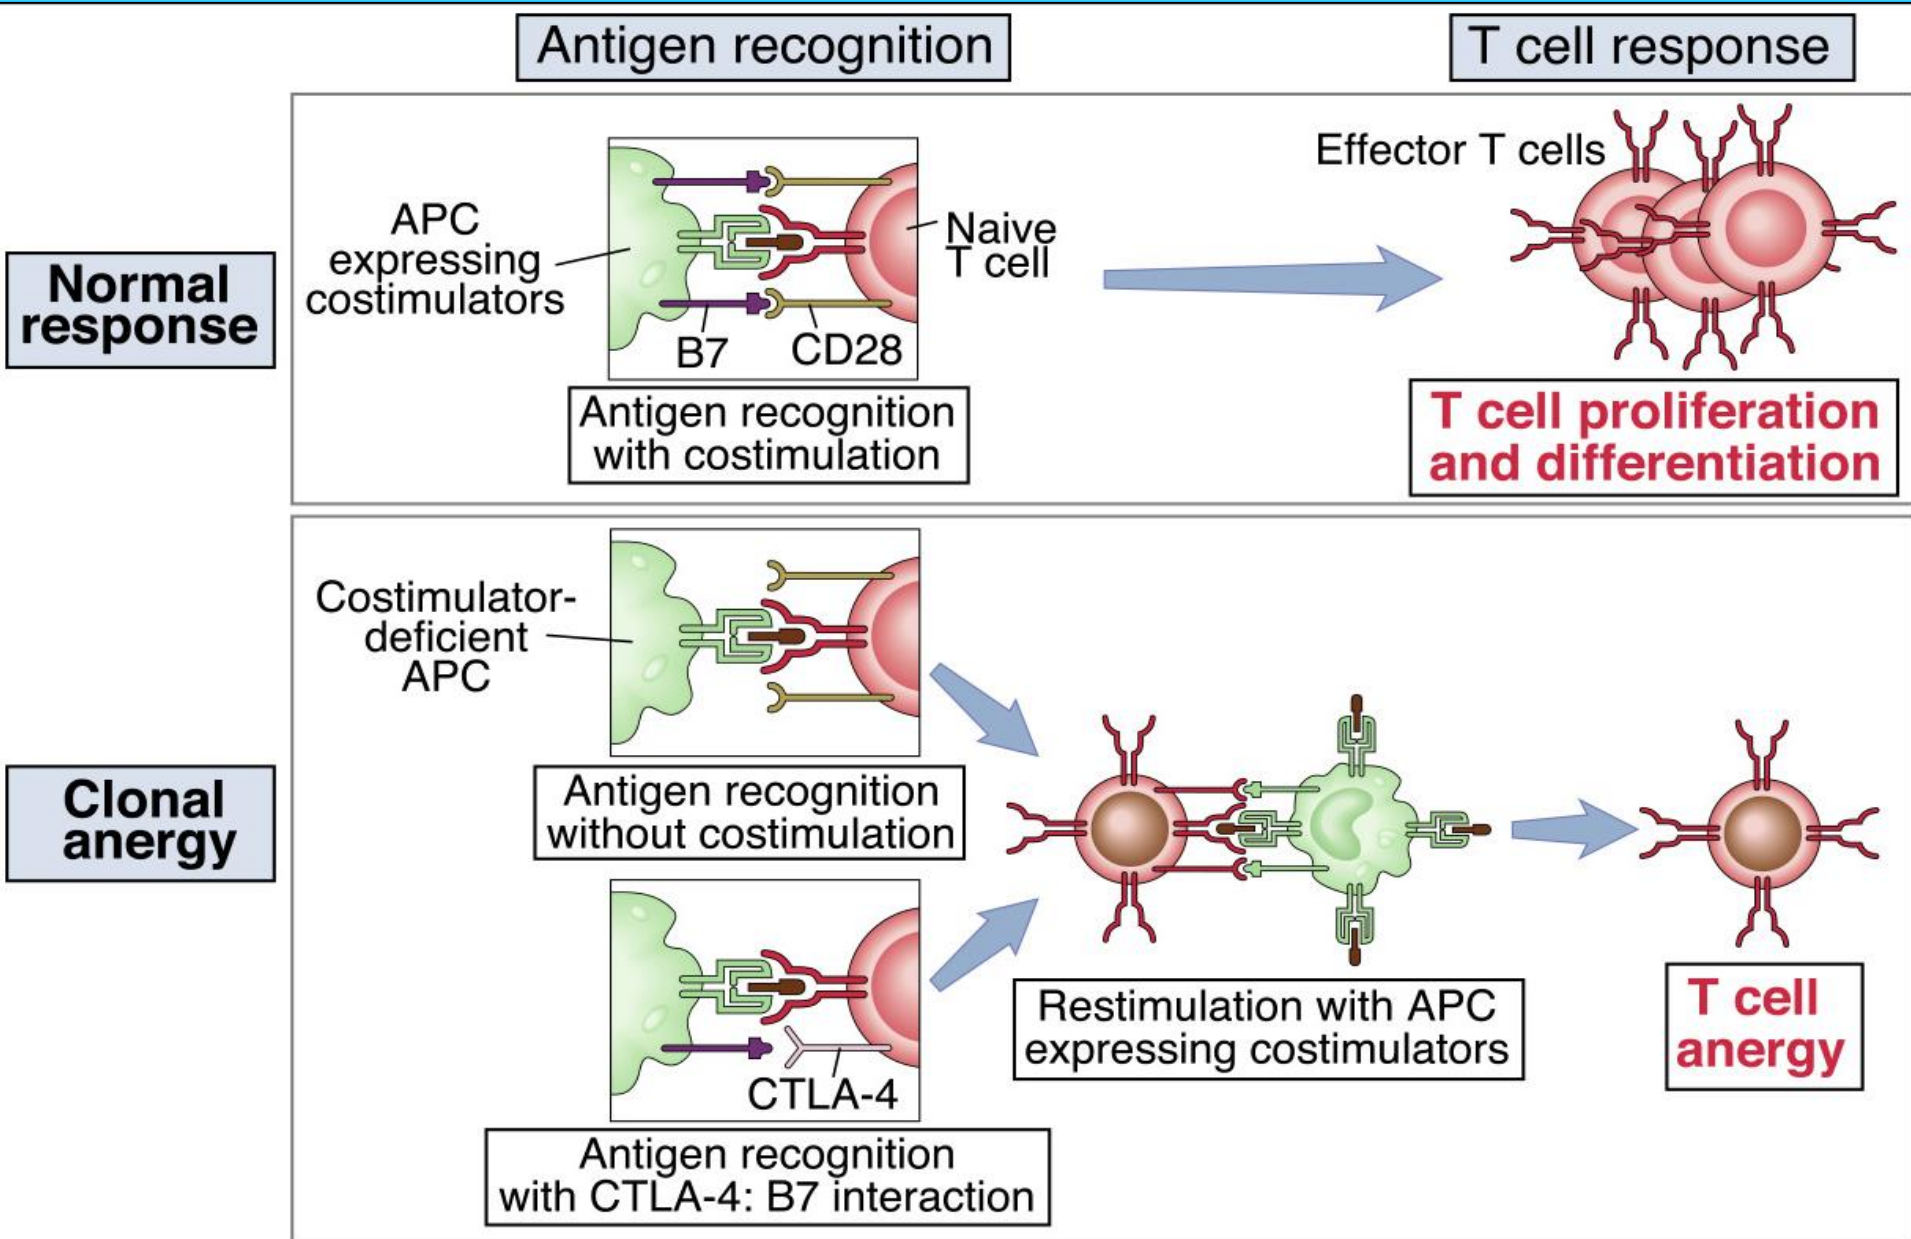 Antigen recognition
T cell response
Normal
response
APC
expressing
costimulators
B7
CD28
Naive
T cell
Antigen recognition
with costimulation
Effector T cells
T cell proliferation
and differentiation
Clonal
anergy
Costimulator-
deficient
APC
Antigen recognition
without costimulation
CTLA-4
Antigen recognition
with CTLA-4: B7 interaction
Restimulation with APC
expressing costimulators
T cell
anergy